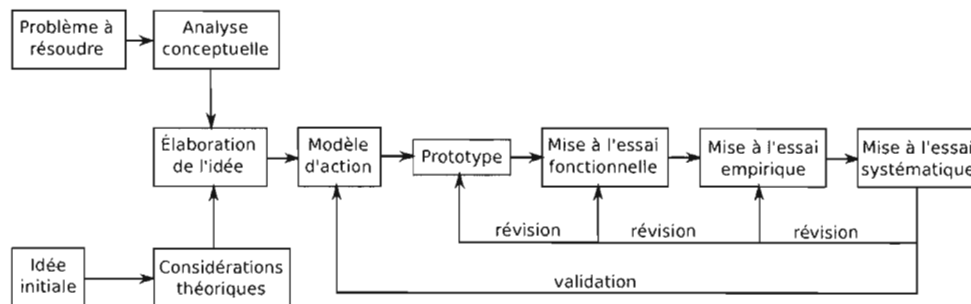 Problème à
résoudre
Analyse
conceptuelle
Élaboration
de l'idée
Modèle
d'action
Prototype
Mise à l'essai
fonctionnelle
Mise à l'essai
empirique
Mise à l'essai
systématique
révision
révision
révision
validation
Idée
initiale
Considérations
théoriques